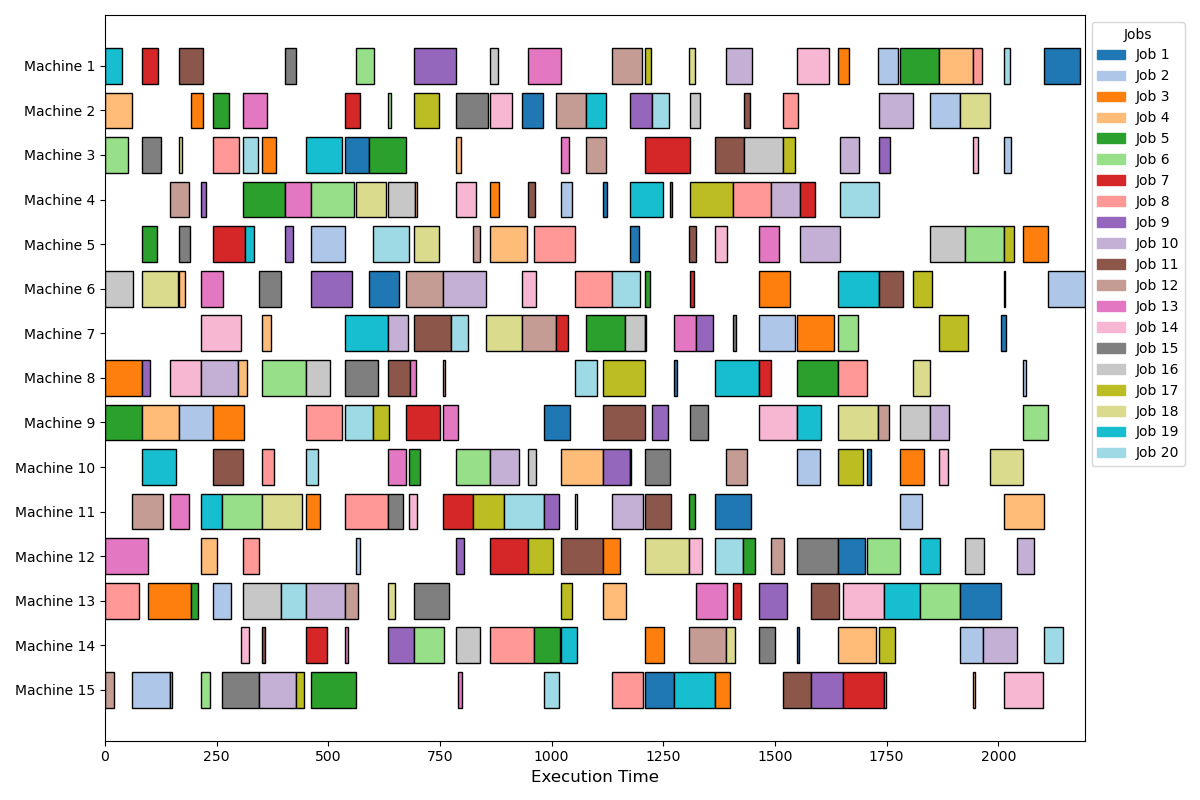 Machine 1
Machine 2
Machine 3
Machine 4
Machine 5
Machine 6
Machine 7
Machine 8
Machine 9
Machine 10
Machine 11
Machine 12
Machine 13
Machine 14
Machine 15
0 250 500 750 1000 1250 1500 1750 2000
Execution Time
Jobs
Job 1
Job 2
Job 3
Job 4
Job 5
Job 6
Job 7
Job 8
Job 9
Job 10
Job 11
Job 12
Job 13
Job 14
Job 15
Job 16
Job 17
Job 18
Job 19
Job 20